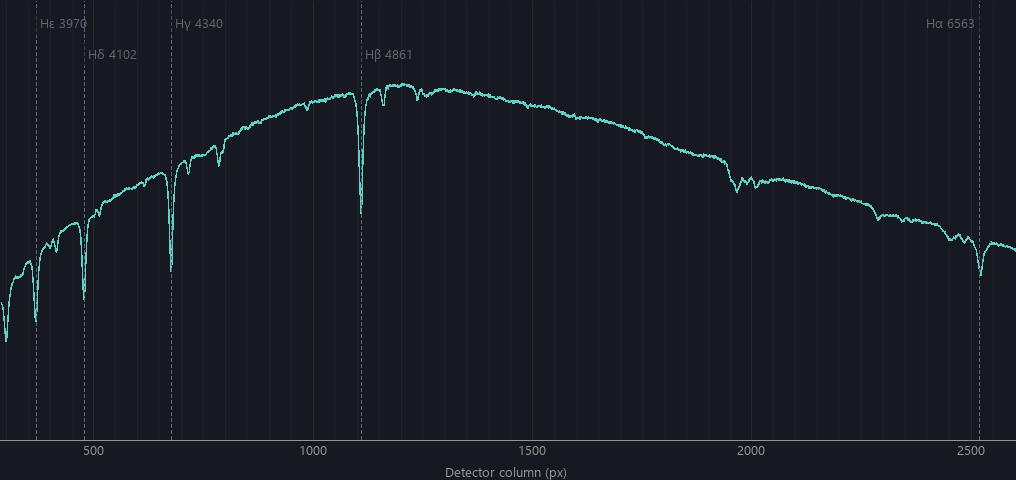 Hε 3970
Hγ 4340
Hα 6563
Hδ 4102
Hβ 4861
500
1000
1500
2000
2500
Detector column (px)